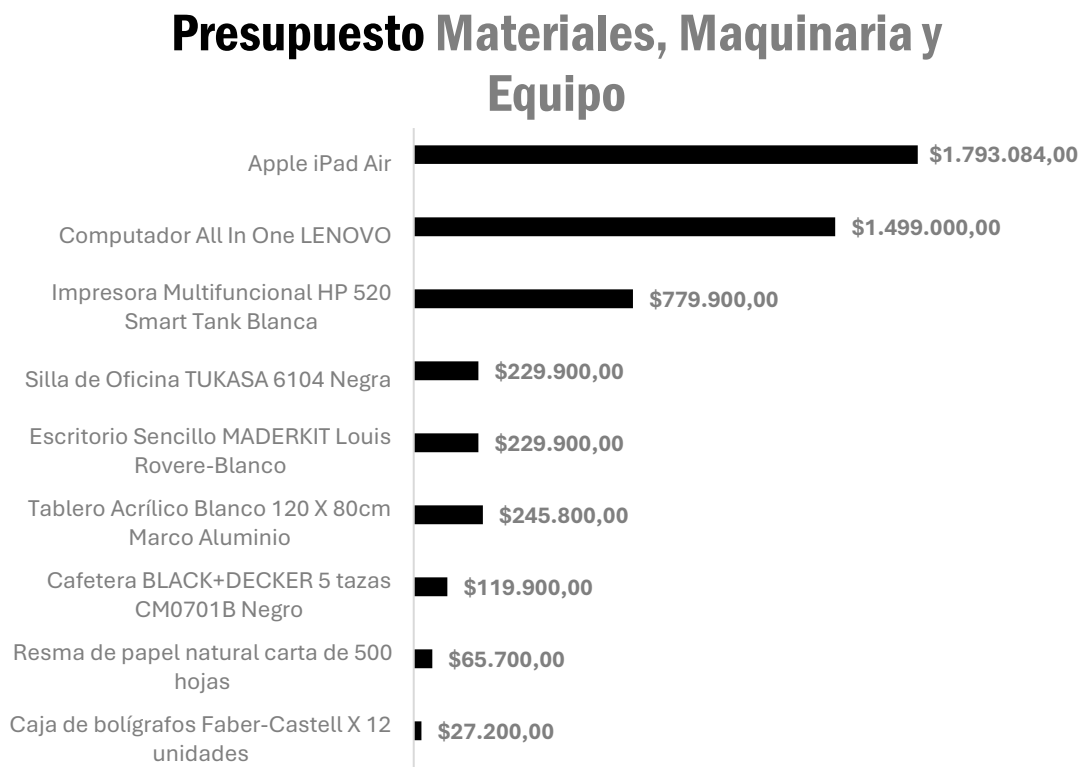 Presupuesto Materiales, Maquinaria y
Equipo
Apple iPad Air
$1.793.084,00
Computador All In One LENOVO
$1.499.000,00
Impresora Multifuncional HP 520
Smart Tank Blanca
$779.900,00
Silla de Oficina TUKASA 6104 Negra
$229.900,00
Escritorio Sencillo MADERKIT Louis
Rovere-Blanco
$229.900,00
Tablero Acrílico Blanco 120 X 80cm
Marco Aluminio
$245.800,00
Cafetera BLACK+DECKER 5 tazas
CM0701B Negro
$119.900,00
Resma de papel natural carta de 500
hojas
$65.700,00
Caja de bolígrafos Faber-Castell X 12
unidades
$27.200,00